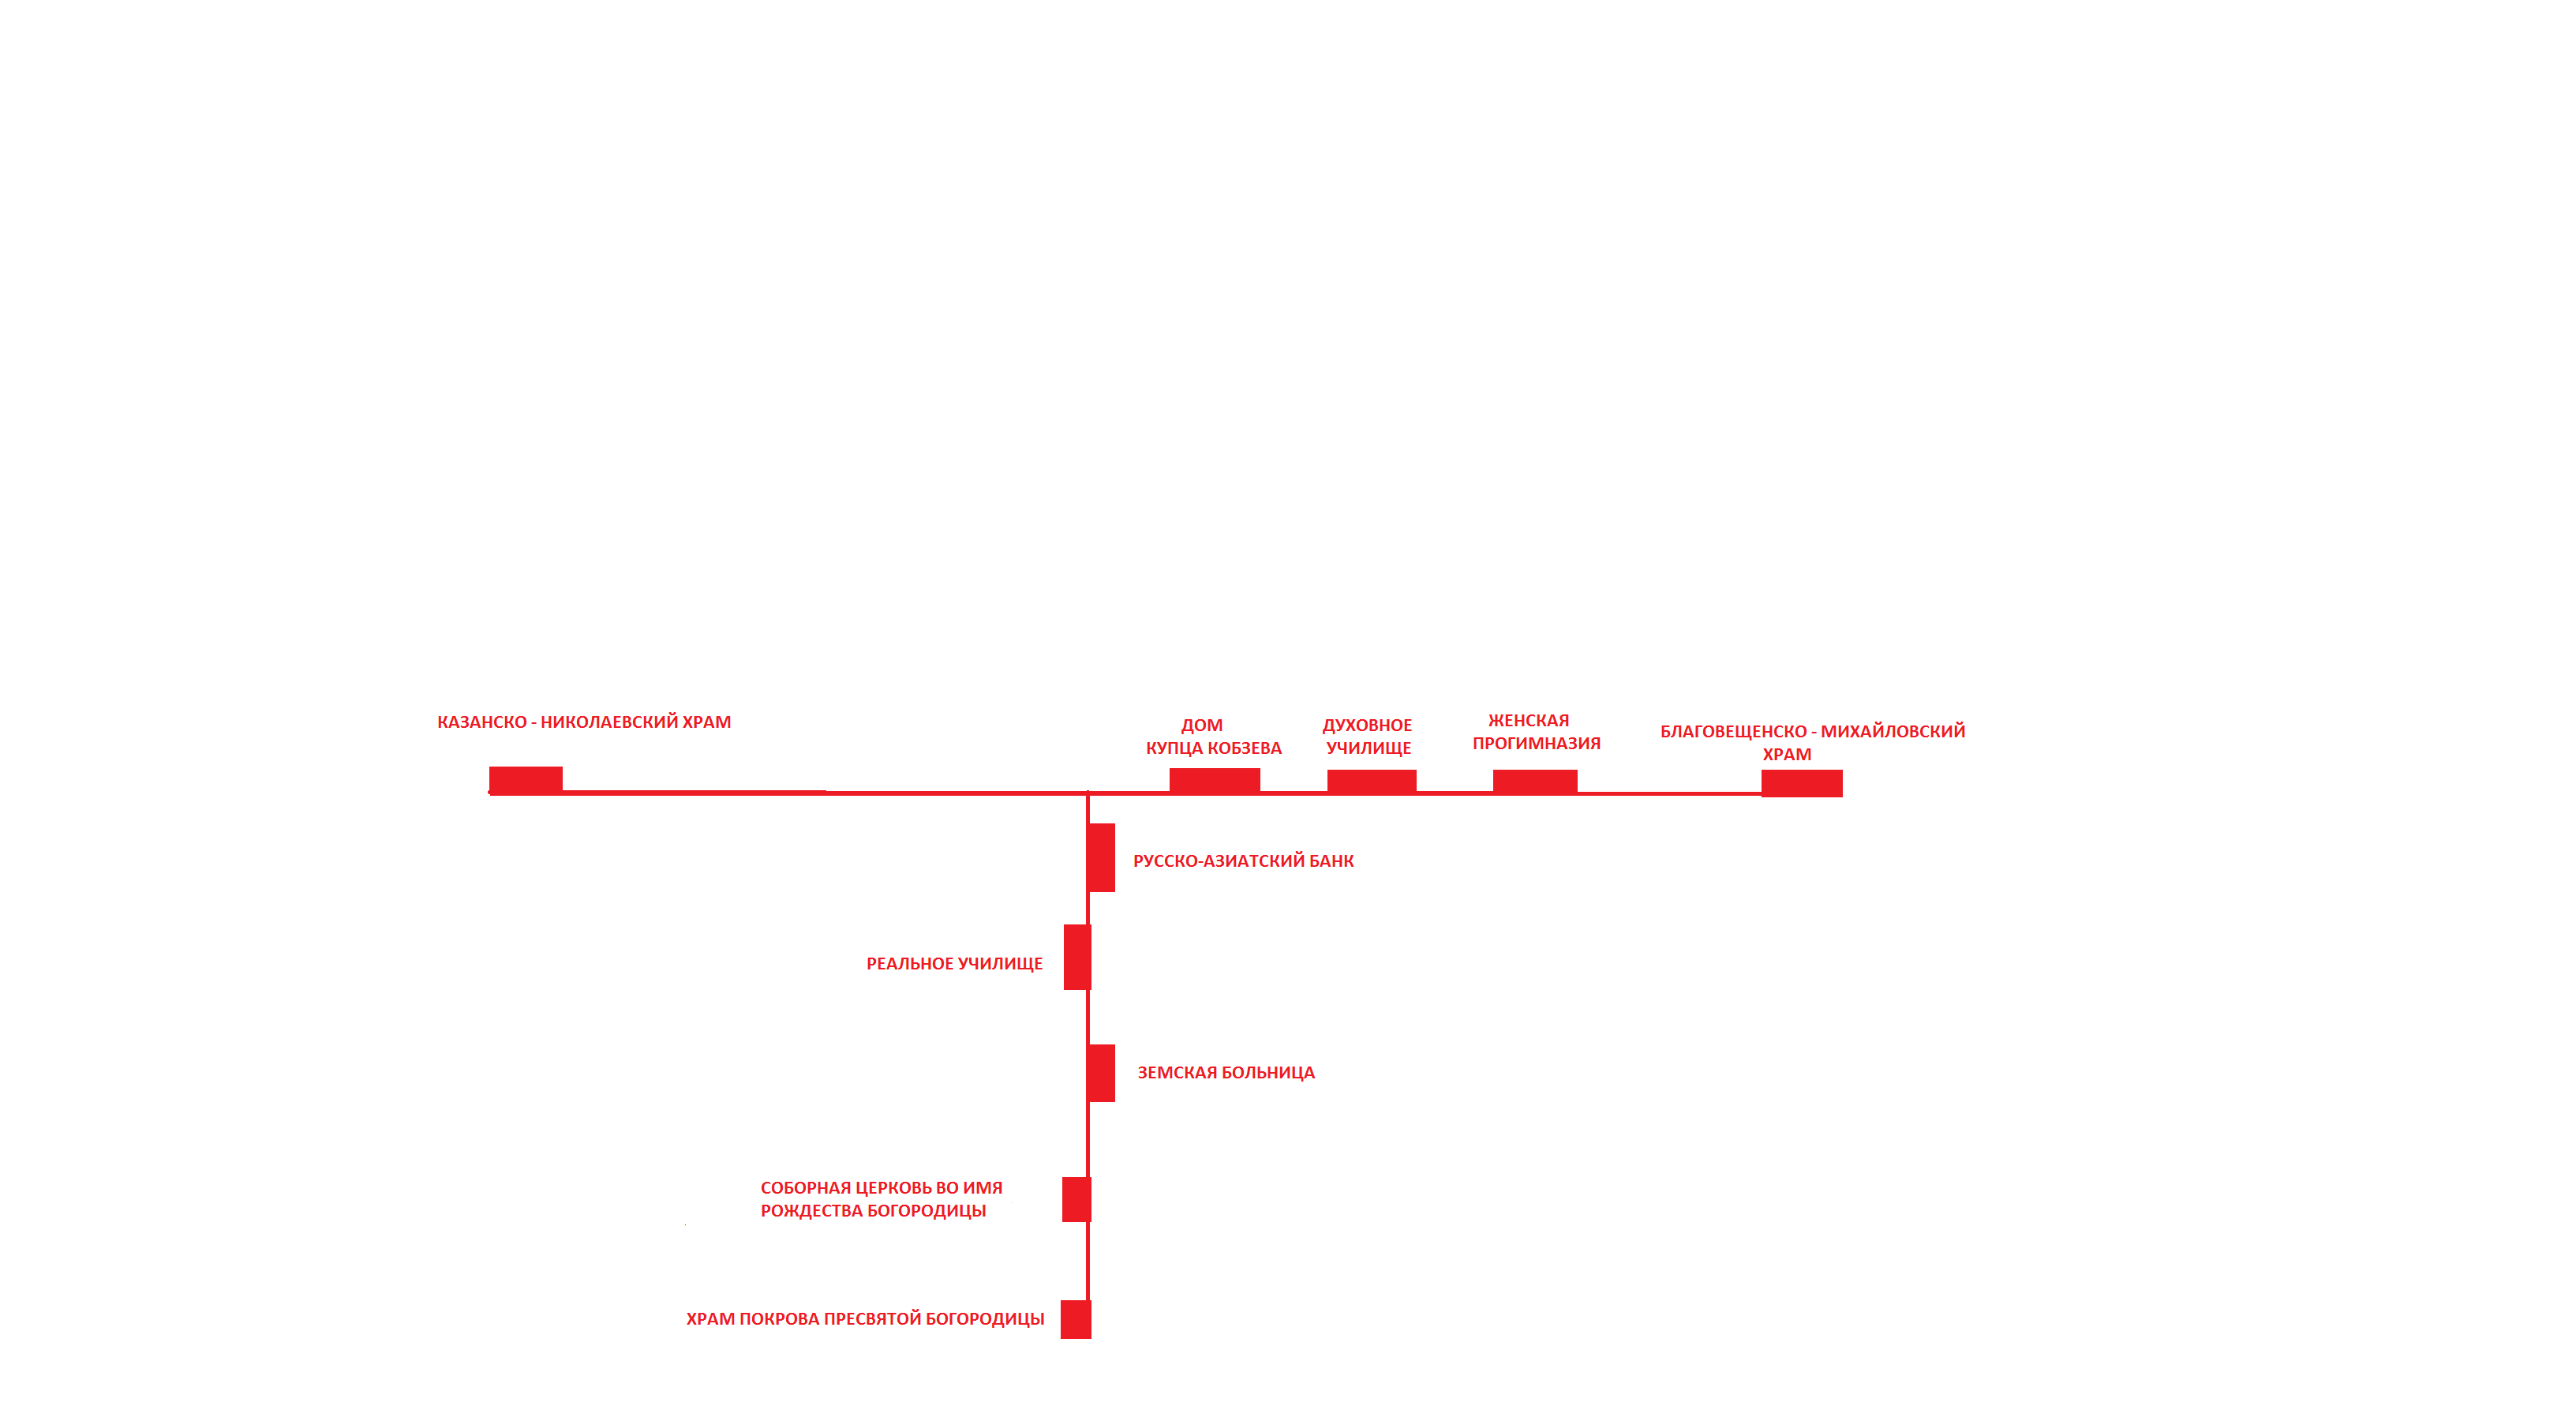 КАЗАНСКО - НИКОЛАЕВСКИЙ ХРАМ
ДОМ
КУПЦА КОБЗЕВА
ДУХОВНОЕ
УЧИЛИЩЕ
ЖЕНСКАЯ
ПРОГИМНАЗИЯ
БЛАГОВЕЩЕНСКО - МИХАЙЛОВСКИЙ
ХРАМ
РУССКО-АЗИАТСКИЙ БАНК
РЕАЛЬНОЕ УЧИЛИЩЕ
ЗЕМСКАЯ БОЛЬНИЦА
СОБОРНАЯ ЦЕРКОВЬ ВО ИМЯ
РОЖДЕСТВА БОГОРОДИЦЫ
ХРАМ ПОКРОВА ПРЕСВЯТОЙ БОГОРОДИЦЫ